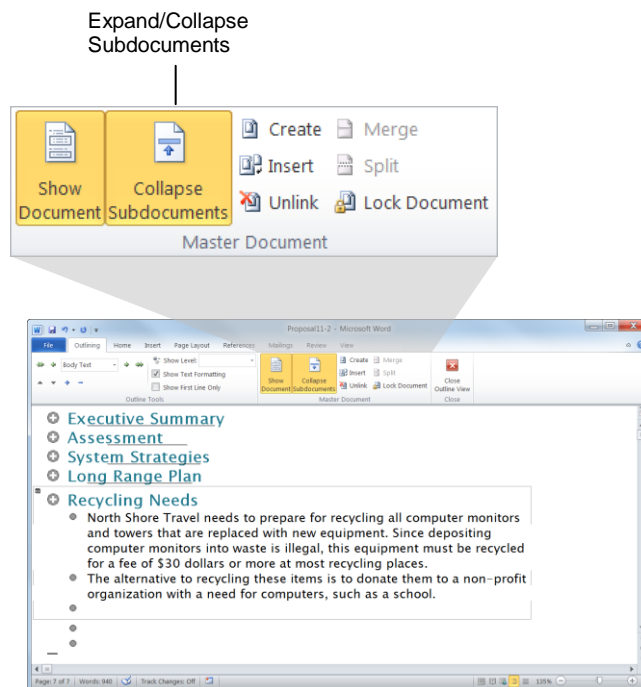 Expand/Collapse
Subdocuments
Show
Document
Collapse
Subdocuments
Create
Merge
Insert
Split
Unlink
Lock Document
Master Document
Proposal11-2 - Microsoft Word
File Outlining Home Insert Page Layout References Mailings Review View
Body Text
Show Level:
Show Text Formatting
Show First Line Only
Outline Tools
Show
Document
Collapse
Subdocuments
Create
Merge
Insert
Split
Unlink
Lock Document
Master Document
Close
Outline View
Close
Executive Summary
Assessment
System Strategies
Long Range Plan
Recycling Needs
North Shore Travel needs to prepare for recycling all computer monitors
and towers that are replaced with new equipment. Since depositing
computer monitors into waste is illegal, this equipment must be recycled
for a fee of $30 dollars or more at most recycling places.
The alternative to recycling these items is to donate them to a non-profit
organization with a need for computers, such as a school.
Page: 7 of 7 Words: 940 Track Changes: Off 135%